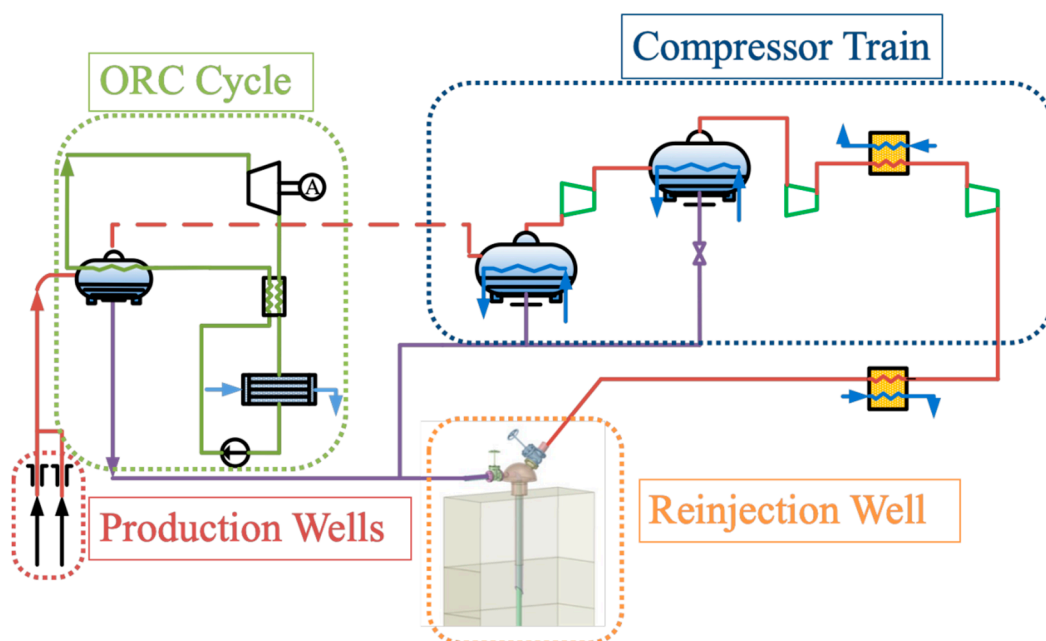 Compressor Train
ORC Cycle
A
Production Wells
Reinjection Well